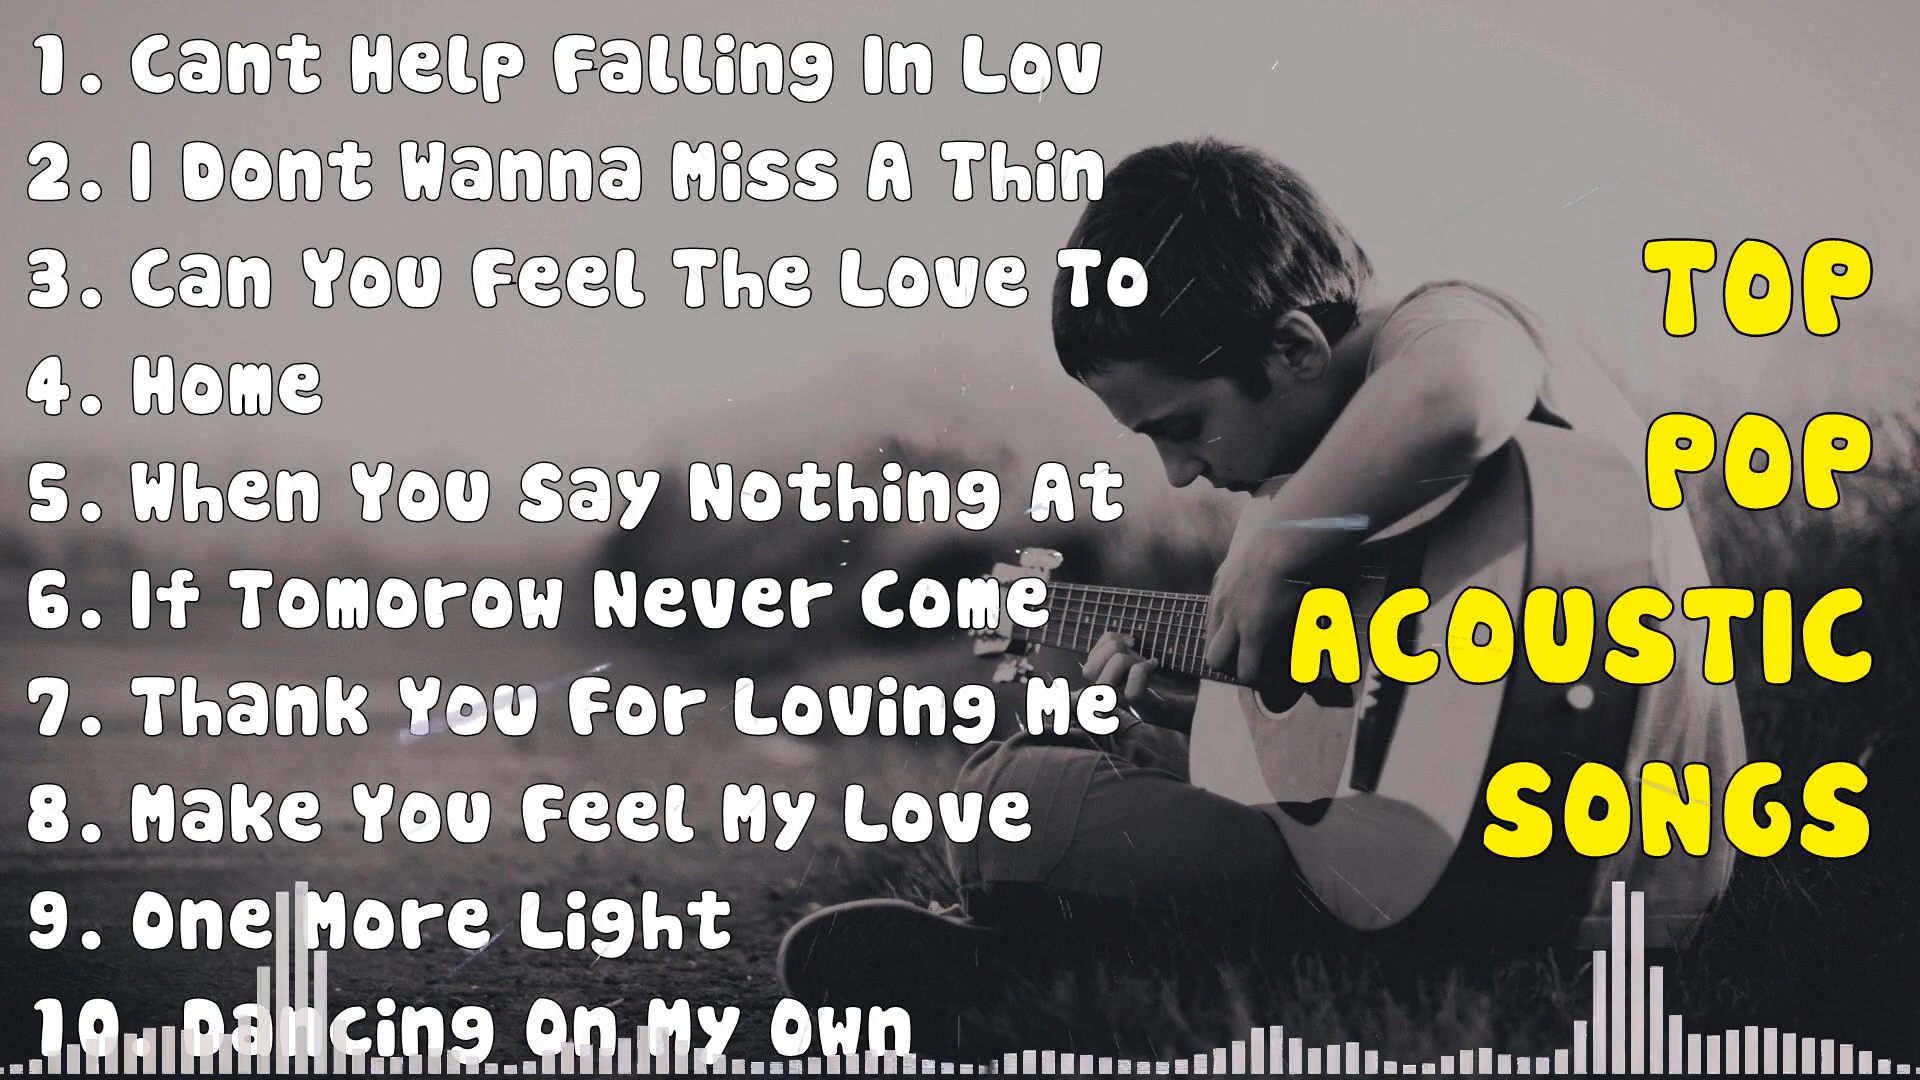 1. Cant Help Falling In Lov
2. I Dont Wanna Miss A Thin
3. Can You Feel The Love To
4. Home
5. When You Say Nothing At
6. If Tomorow Never Come
7. Thank You For Loving Me
8. Make You Feel My Love
9. One More Light
10. Dancing On My Own
TOP
POP
ACOUSTIC
SONGS